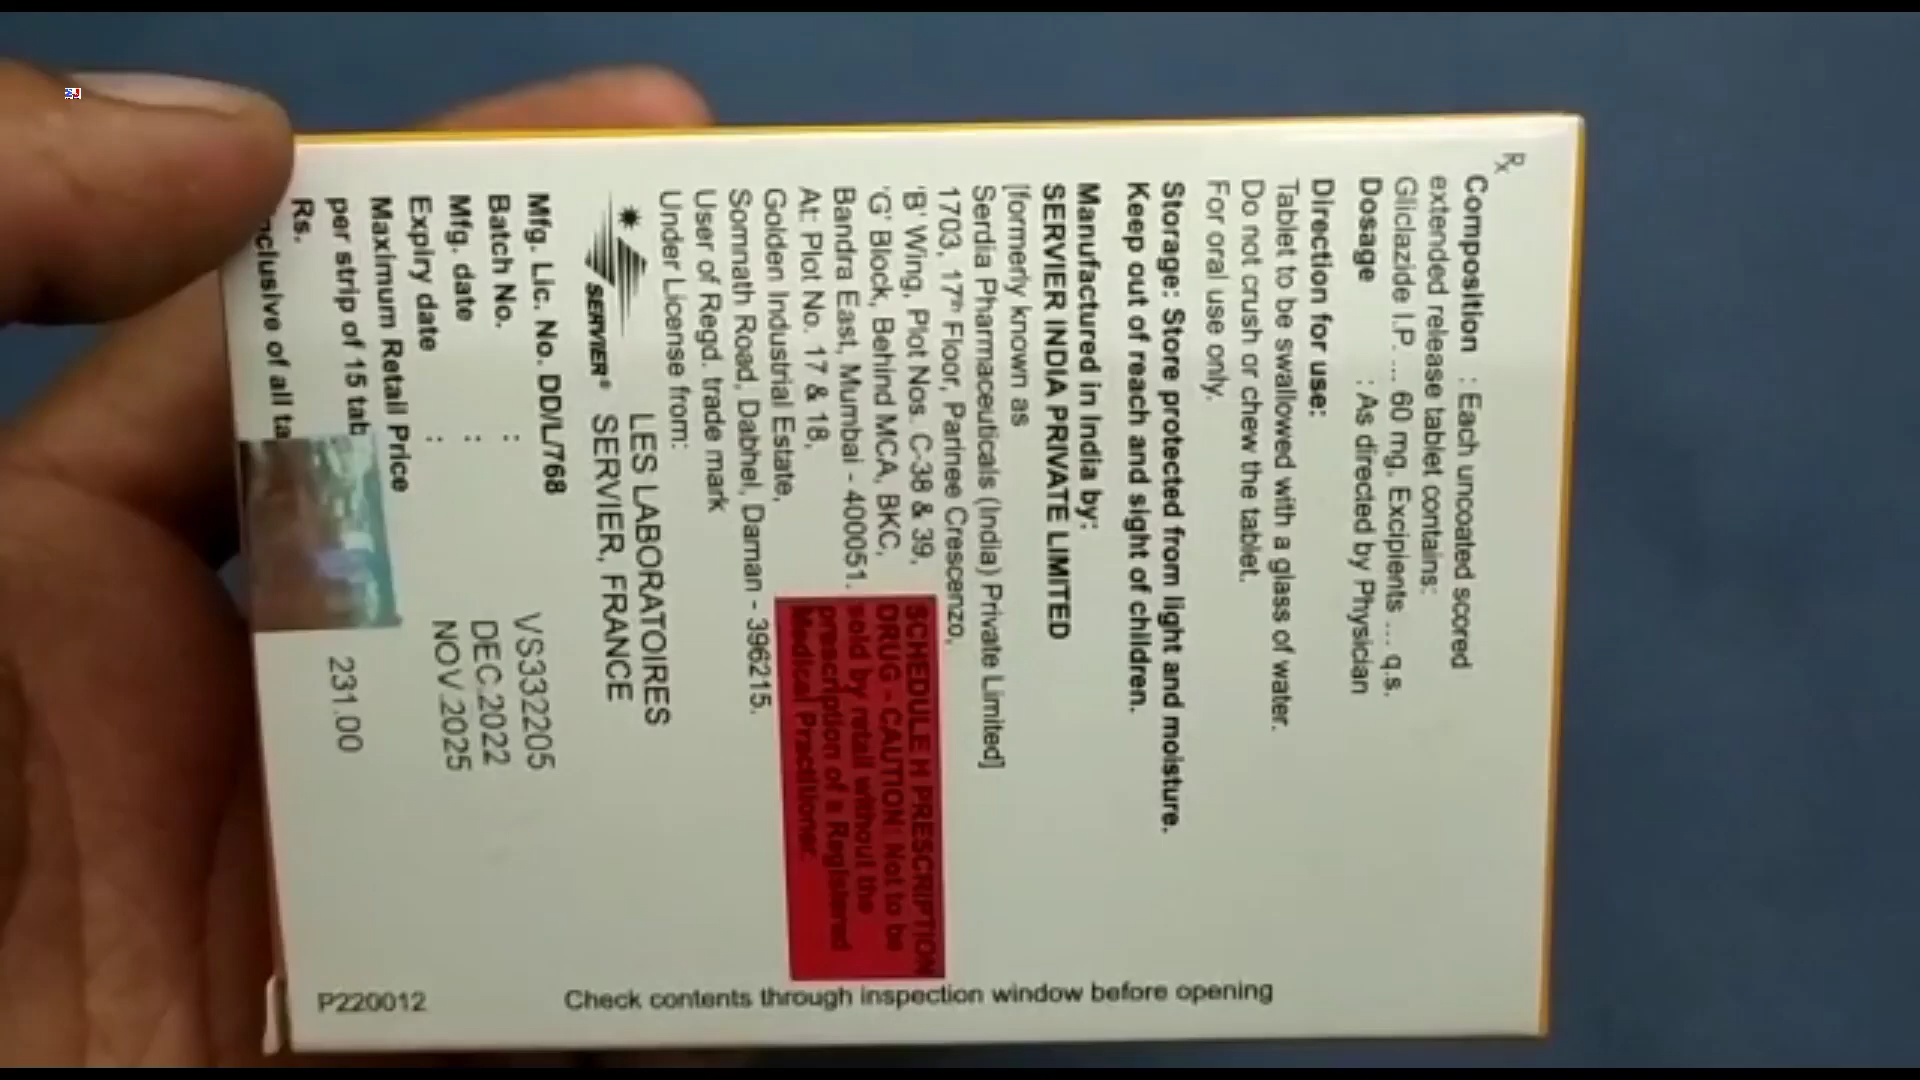 Rx
Composition : Each uncoated scored
extended release tablet contains:
Gliclazide I.P. ... 60 mg, Excipients ... q.s.
Dosage : As directed by Physician
Direction for use:
Tablet to be swallowed with a glass of water.
Do not crush or chew the tablet.
For oral use only.
Storage: Store protected from light and moisture.
Keep out of reach and sight of children.
Manufactured in India by:
SERVIER INDIA PRIVATE LIMITED
[formerly known as
Serdia Pharmaceuticals (India) Private Limited]
1703, 17th Floor, Parinee Crescenzo,
'B' Wing, Plot Nos. C-38 & 39,
'G' Block, Behind MCA, BKC,
Bandra East, Mumbai - 400051.
At: Plot No. 17 & 18,
Golden Industrial Estate,
Somnath Road, Dabhel, Daman - 396215.
User of Regd. trade mark
Under License from:
LES LABORATOIRES
SERVIER, FRANCE
SERVIER®
SCHEDULE H PRESCRIPTION
DRUG - CAUTION: Not to be
sold by retail without the
prescription of a Registered
Medical Practitioner.
Mfg. Lic. No. DD/L/768
Batch No. : VS332205
Mfg. date : DEC.2022
Expiry date : NOV.2025
Maximum Retail Price
per strip of 15 tab
Rs. 231.00
nclusive of all ta
Check contents through inspection window before opening
P220012